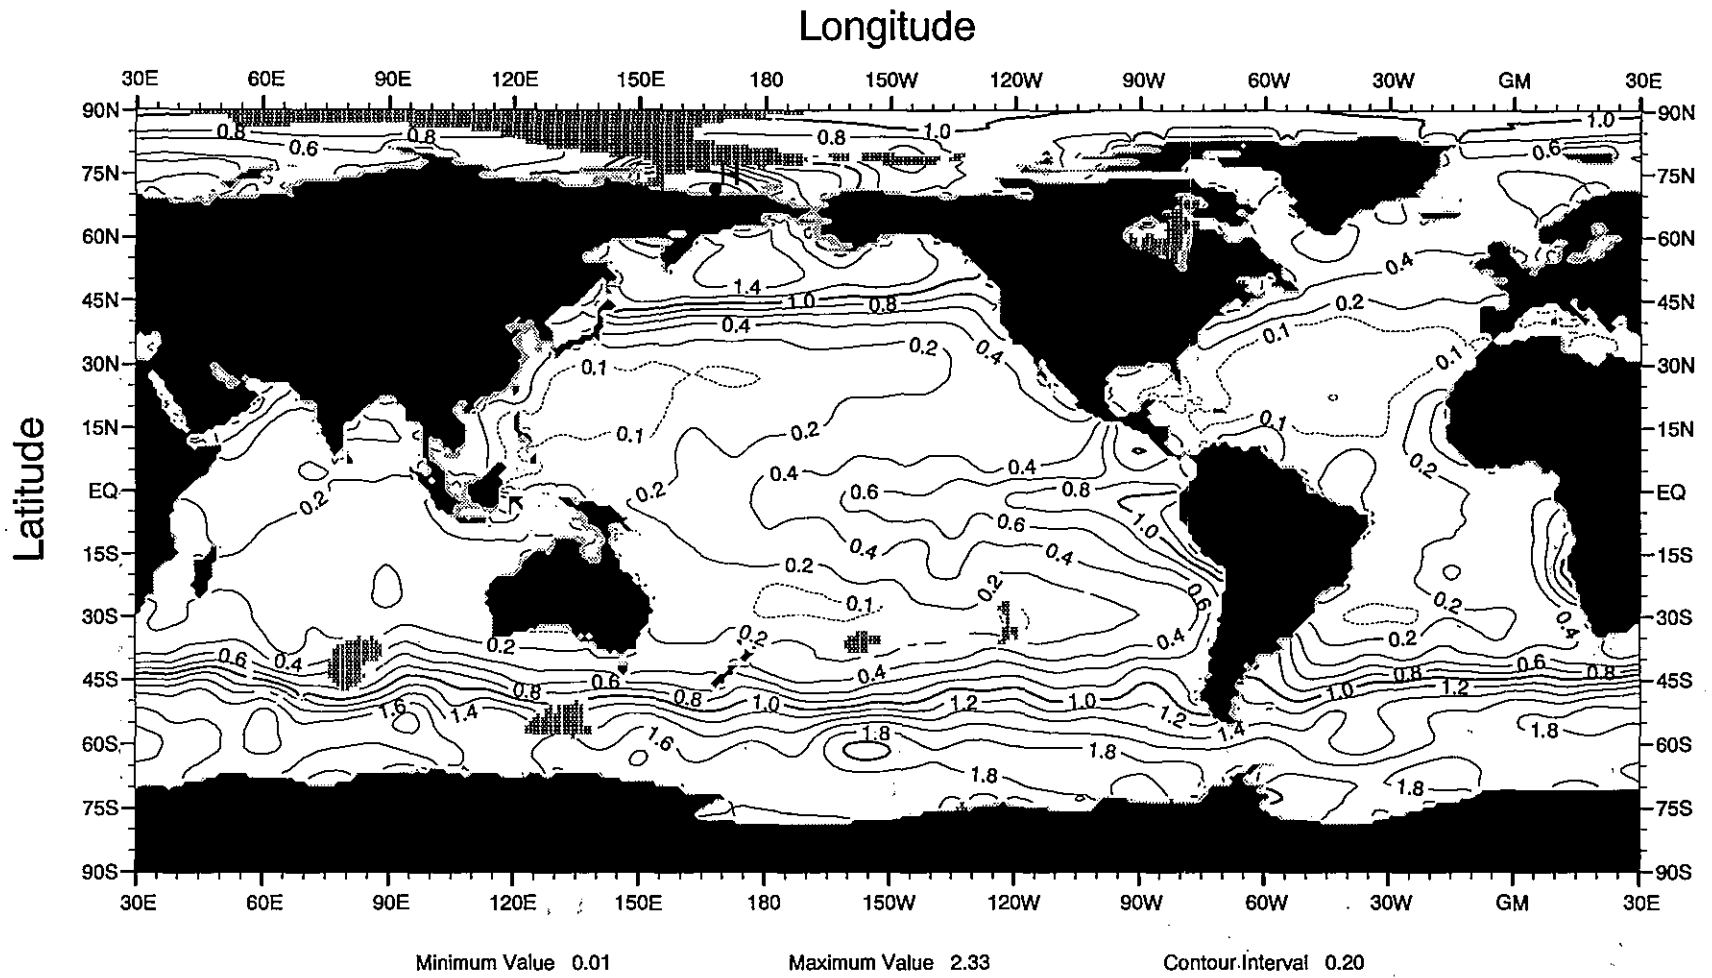 Longitude
30E 60E 90E 120E 150E 180 150W 120W 90W 60W 30W GM 30E
90N 90N
1.0
0.8 0.8 0.8 1.0
0.6 0.6
75N 75N
60N 60N
0.4
1.4
45N 1.0 0.8 0.2 45N
0.4 0.1
0.2 0.4 0.1
30N 0.1 30N
15N 0.1 0.2 0.1 15N
0.4 0.4 0.2
EQ 0.2 0.2 0.6 0.8 EQ
0.6 1.0
15S 0.4 0.4 15S
0.2
0.2
30S 0.1 0.6 0.2 30S
0.2 0.2 0.4 0.2 0.4
0.6 0.4 0.4 0.8 0.6 0.8
45S 0.8 0.6 0.8 1.0 1.2 1.0 1.0 1.2 45S
1.6 1.4 1.2
1.6 1.8 1.4 1.8
60S 1.8 60S
1.8 1.8
75S 75S
90S 90S
30E 60E 90E 120E 150E 180 150W 120W 90W 60W 30W GM 30E
Latitude
Minimum Value 0.01 Maximum Value 2.33 Contour Interval 0.20